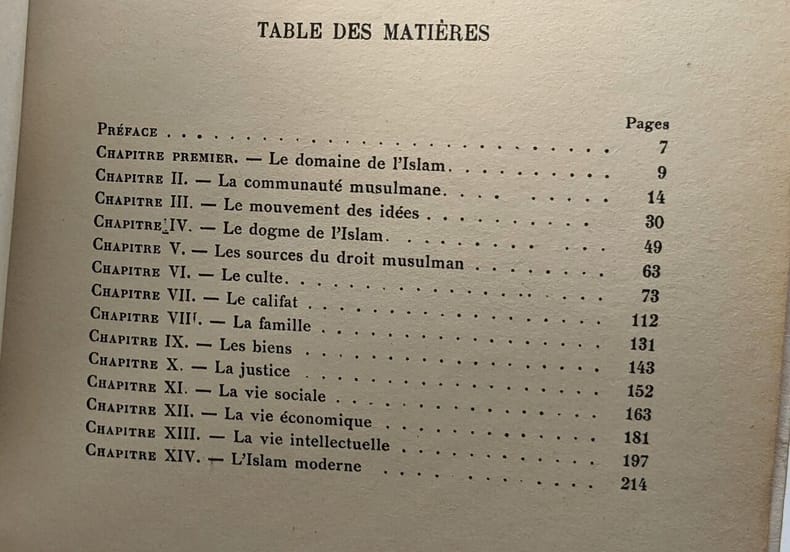 TABLE DES MATIÈRES
Pages
PRÉFACE . . . . . . . . . . . . . . . . . . . . . . . 7
CHAPITRE PREMIER. — Le domaine de l'Islam. . . . . . . . . 9
CHAPITRE II. — La communauté musulmane. . . . . . . . . 14
CHAPITRE III. — Le mouvement des idées . . . . . . . . . 30
CHAPITRE IV. — Le dogme de l'Islam. . . . . . . . . . . 49
CHAPITRE V. — Les sources du droit musulman . . . . . . . 63
CHAPITRE VI. — Le culte. . . . . . . . . . . . . . . . 73
CHAPITRE VII. — Le califat . . . . . . . . . . . . . . . 112
CHAPITRE VIII. — La famille . . . . . . . . . . . . . . . 131
CHAPITRE IX. — Les biens . . . . . . . . . . . . . . . 143
CHAPITRE X. — La justice . . . . . . . . . . . . . . . 152
CHAPITRE XI. — La vie sociale . . . . . . . . . . . . . 163
CHAPITRE XII. — La vie économique . . . . . . . . . . . 181
CHAPITRE XIII. — La vie intellectuelle . . . . . . . . . . 197
CHAPITRE XIV. — L'Islam moderne . . . . . . . . . . . 214